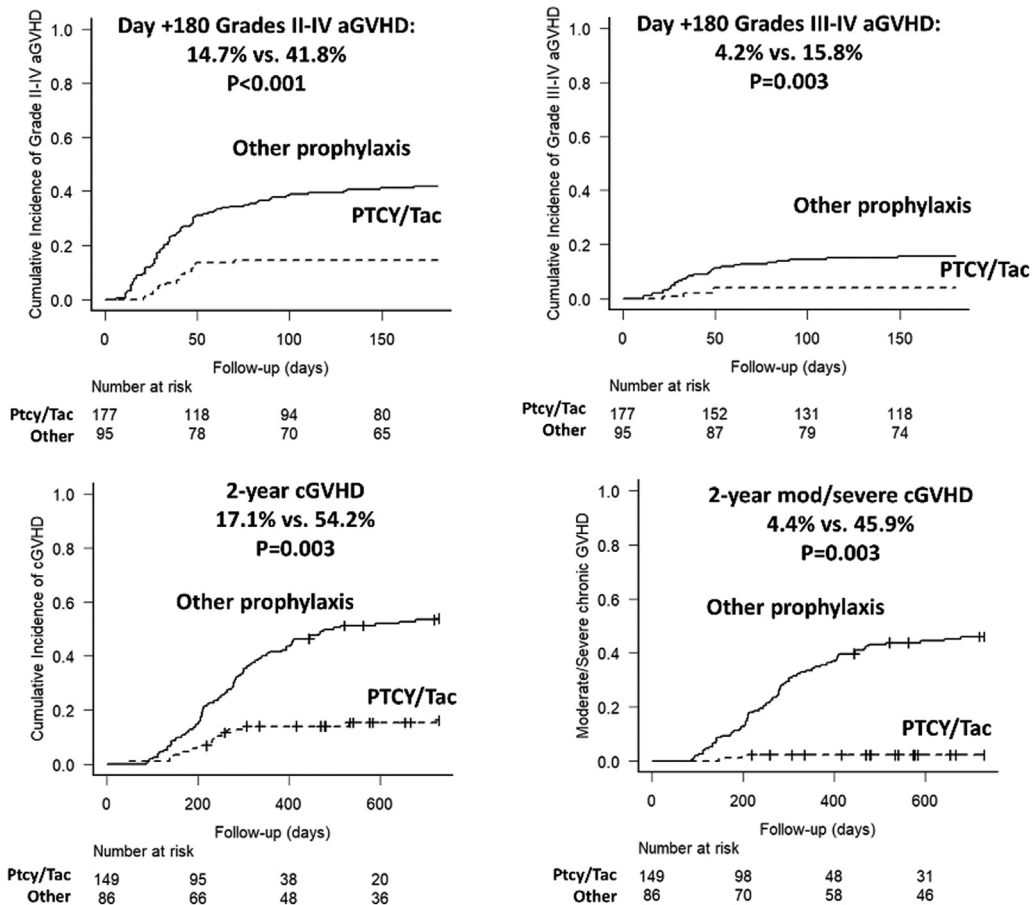 Day +180 Grades II-IV aGVHD:
14.7% vs. 41.8%
P<0.001
Cumulative Incidence of Grade II-IV aGVHD
1.0
0.8
0.6
0.4
0.2
0.0
Other prophylaxis
PTCY/Tac
0 50 100 150
Follow-up (days)
Number at risk
Ptcy/Tac 177 118 94 80
Other 95 78 70 65
Day +180 Grades III-IV aGVHD:
4.2% vs. 15.8%
P=0.003
Cumulative Incidence of Grade III-IV aGVHD
1.0
0.8
0.6
0.4
0.2
0.0
Other prophylaxis
PTCY/Tac
0 50 100 150
Follow-up (days)
Number at risk
Ptcy/Tac 177 152 131 118
Other 95 87 79 74
2-year cGVHD
17.1% vs. 54.2%
P=0.003
Cumulative Incidence of cGVHD
1.0
0.8
0.6
0.4
0.2
0.0
Other prophylaxis
PTCY/Tac
0 200 400 600
Follow-up (days)
Number at risk
Ptcy/Tac 149 95 38 20
Other 86 66 48 36
2-year mod/severe cGVHD
4.4% vs. 45.9%
P=0.003
Moderate/Severe chronic GVHD
1.0
0.8
0.6
0.4
0.2
0.0
Other prophylaxis
PTCY/Tac
0 200 400 600
Follow-up (days)
Number at risk
Ptcy/Tac 149 98 48 31
Other 86 70 58 46